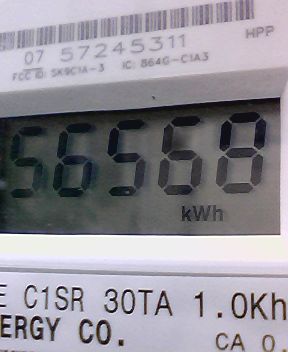 HPP
07 57245311
FCC ID: SK9C1A-3 IC: 864G-C1A3
56568
kWh
E C1SR 30TA 1.0Kh
ERGY CO. CA 0.